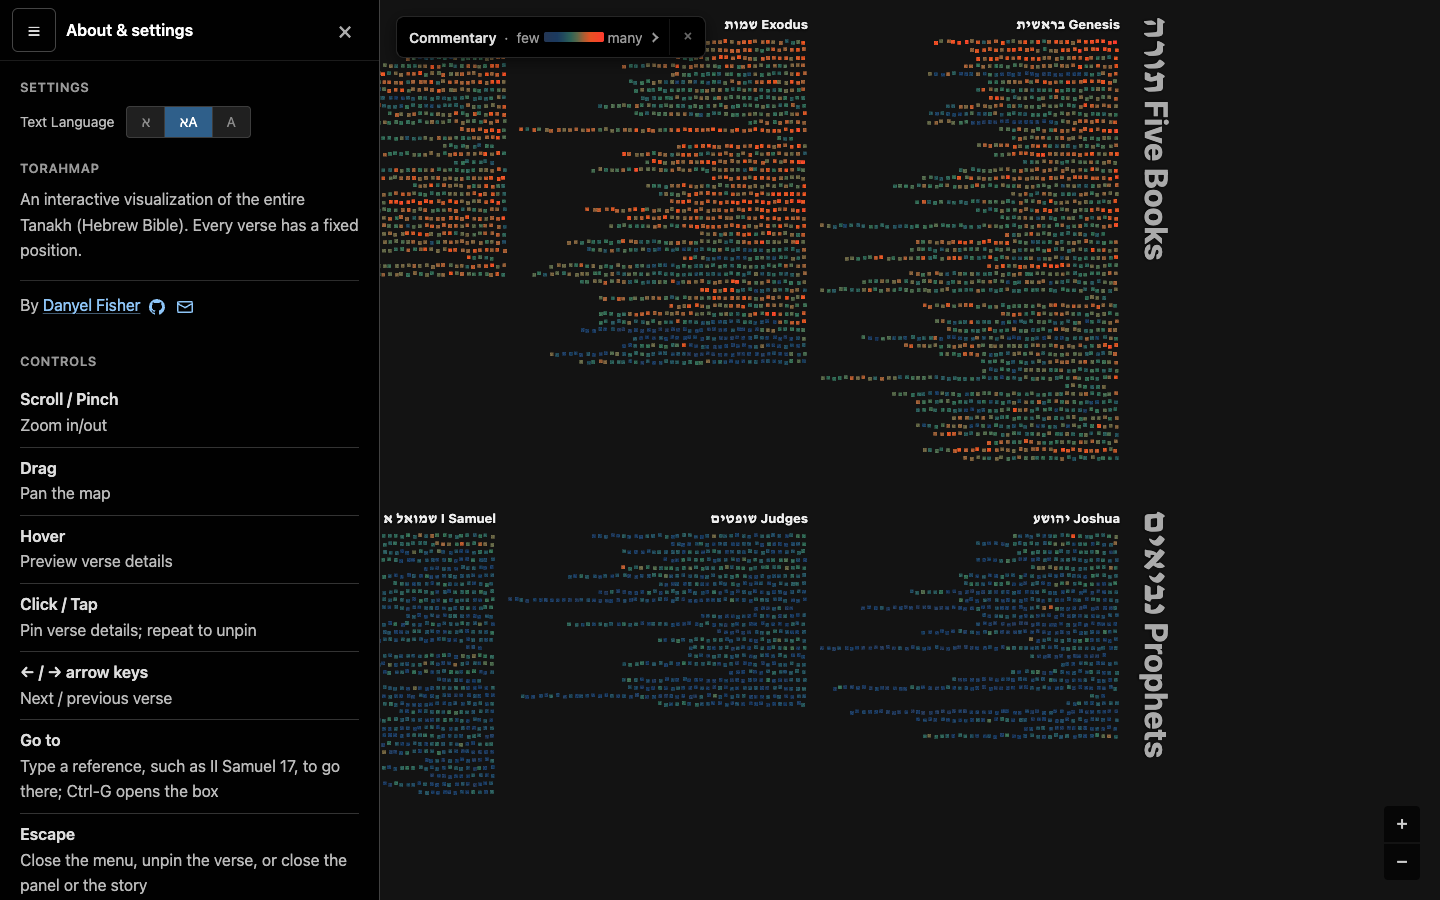 ☰ About & settings ×
SETTINGS
Text Language א אA A
TORAHMAP
An interactive visualization of the entire
Tanakh (Hebrew Bible). Every verse has a fixed
position.
By Danyel Fisher
CONTROLS
Scroll / Pinch
Zoom in/out
Drag
Pan the map
Hover
Preview verse details
Click / Tap
Pin verse details; repeat to unpin
← / → arrow keys
Next / previous verse
Go to
Type a reference, such as II Samuel 17, to go
there; Ctrl-G opens the box
Escape
Close the menu, unpin the verse, or close the
panel or the story
Commentary · few many > ×
שמות Exodus
בראשית Genesis
תורה Five Books
שמואל א I Samuel
שופטים Judges
יהושע Joshua
נביאים Prophets
+
−